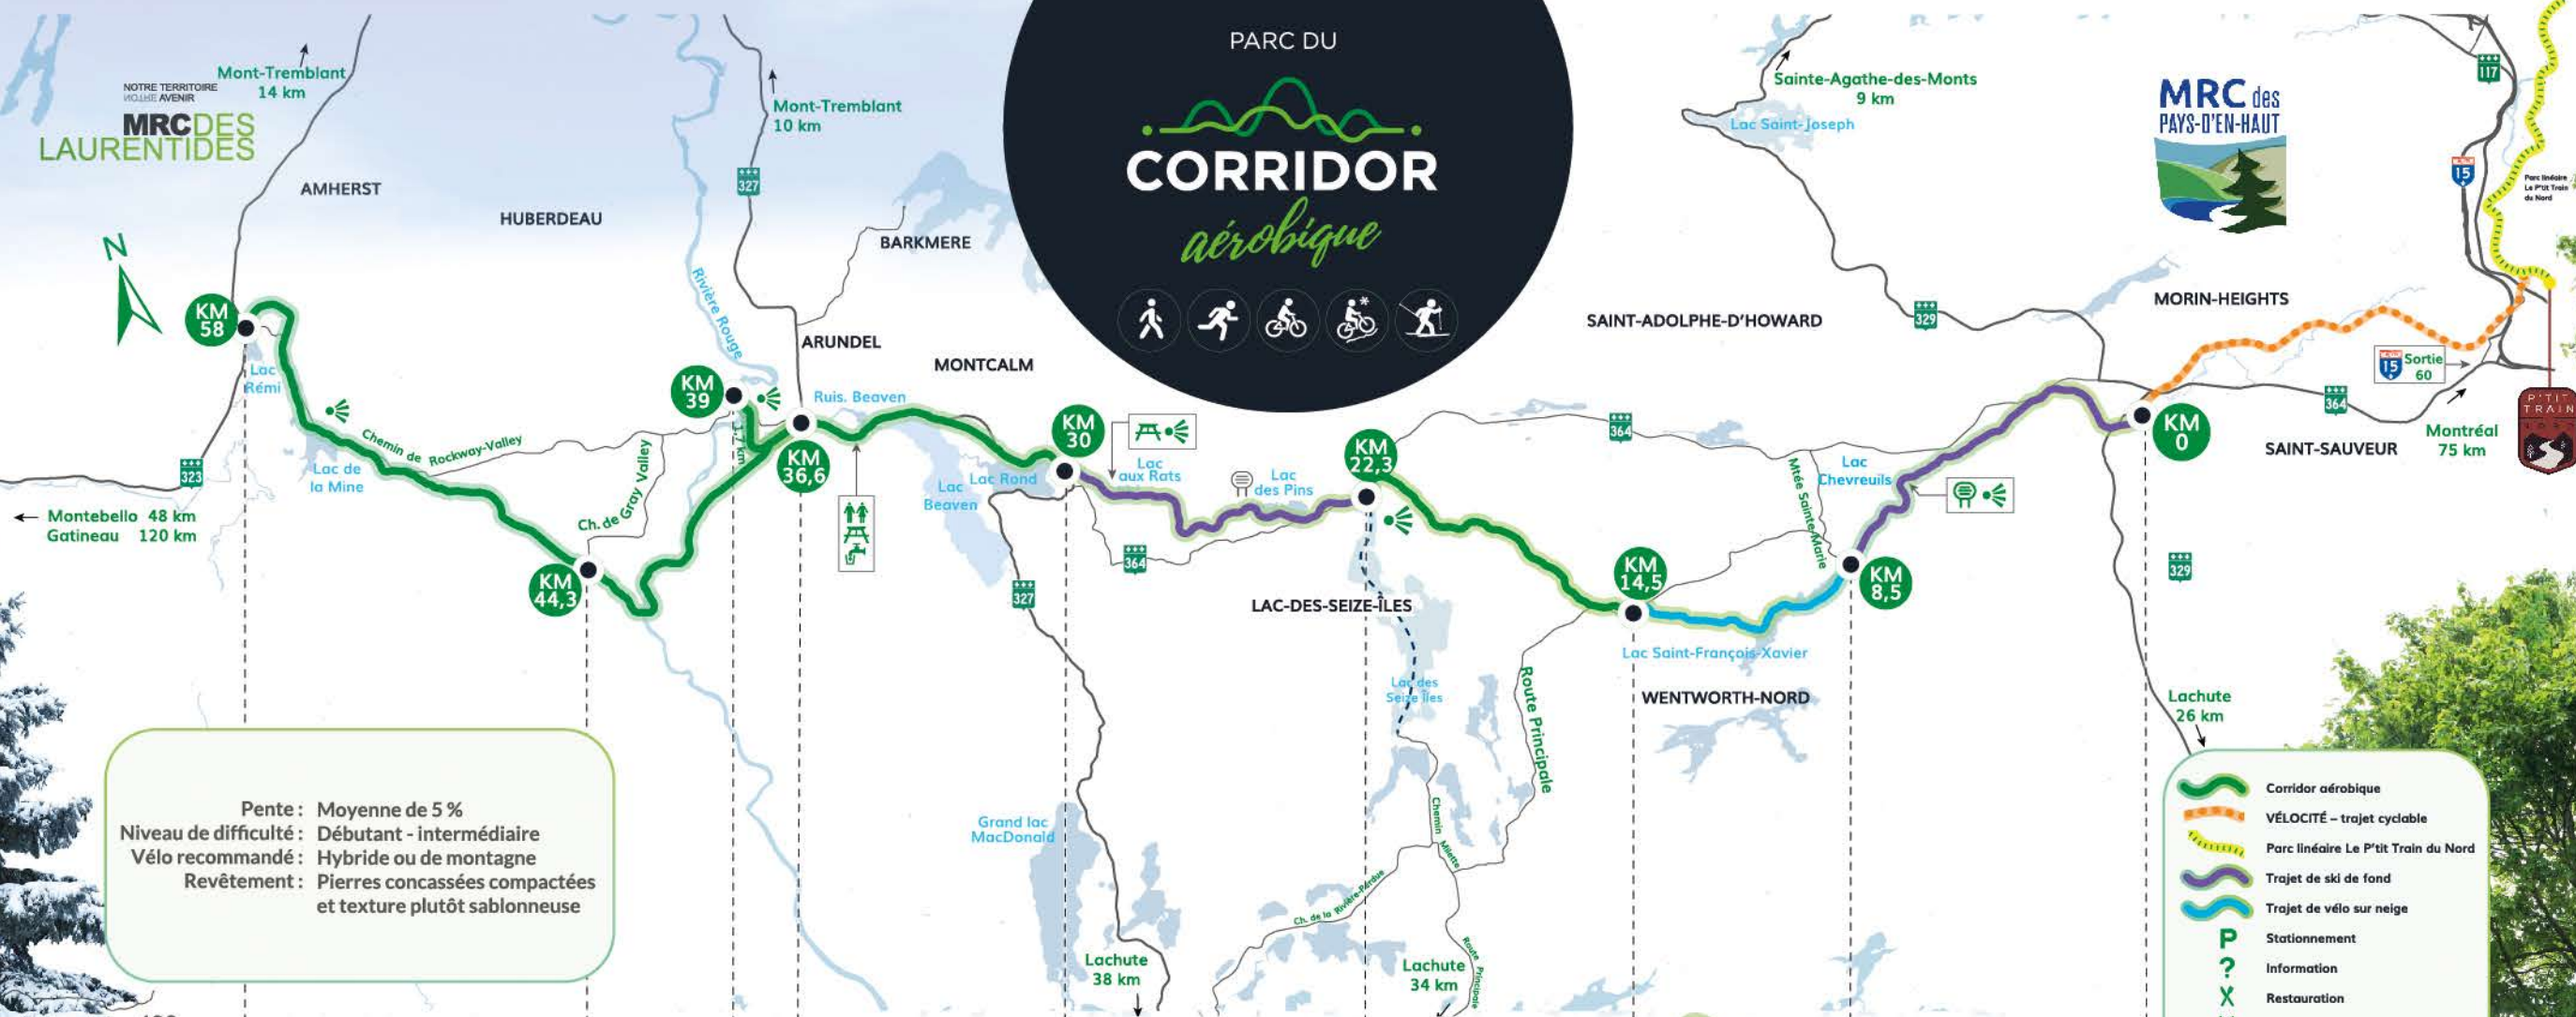 PARC DU
CORRIDOR
aérobique
NOTRE TERRITOIRE
NOTRE AVENIR
MRC DES
LAURENTIDES
Mont-Tremblant
14 km
Mont-Tremblant
10 km
327
AMHERST
HUBERDEAU
BARKMERE
N
Rivière Rouge
KM
58
Lac
Rémi
ARUNDEL
MONTCALM
KM
39
Ruis. Beaven
Chemin de Rockway-Valley
Lac de
la Mine
323
Montebello 48 km
Gatineau 120 km
Ch. de Gray Valley
KM
44,3
KM
36,6
KM
30
Lac Rond
Lac
Beaven
Lac
aux Rats
364
327
Lac
des Pins
KM
22,3
LAC-DES-SEIZE-ÎLES
Lac des
Seize Îles
Sainte-Agathe-des-Monts
9 km
Lac Saint-Joseph
MRC des
PAYS-D'EN-HAUT
117
15
Parc linéaire
Le P'tit Train
du Nord
SAINT-ADOLPHE-D'HOWARD
329
MORIN-HEIGHTS
15
Sortie
60
364
364
SAINT-SAUVEUR
Montréal
75 km
P'TIT
TRAIN
KM
0
Lac
Chevreuils
Mtée Sainte-Marie
KM
14,5
KM
8,5
329
Lac Saint-François-Xavier
WENTWORTH-NORD
Route Principale
Lachute
26 km
Pente : Moyenne de 5 %
Niveau de difficulté : Débutant - intermédiaire
Vélo recommandé : Hybride ou de montagne
Revêtement : Pierres concassées compactées
et texture plutôt sablonneuse
Grand lac
MacDonald
Chemin Millette
Ch. de la Rivière-Perdue
Route Principale
Lachute
38 km
Lachute
34 km
Corridor aérobique
VÉLOCITÉ – trajet cyclable
Parc linéaire Le P'tit Train du Nord
Trajet de ski de fond
Trajet de vélo sur neige
P Stationnement
? Information
Restauration